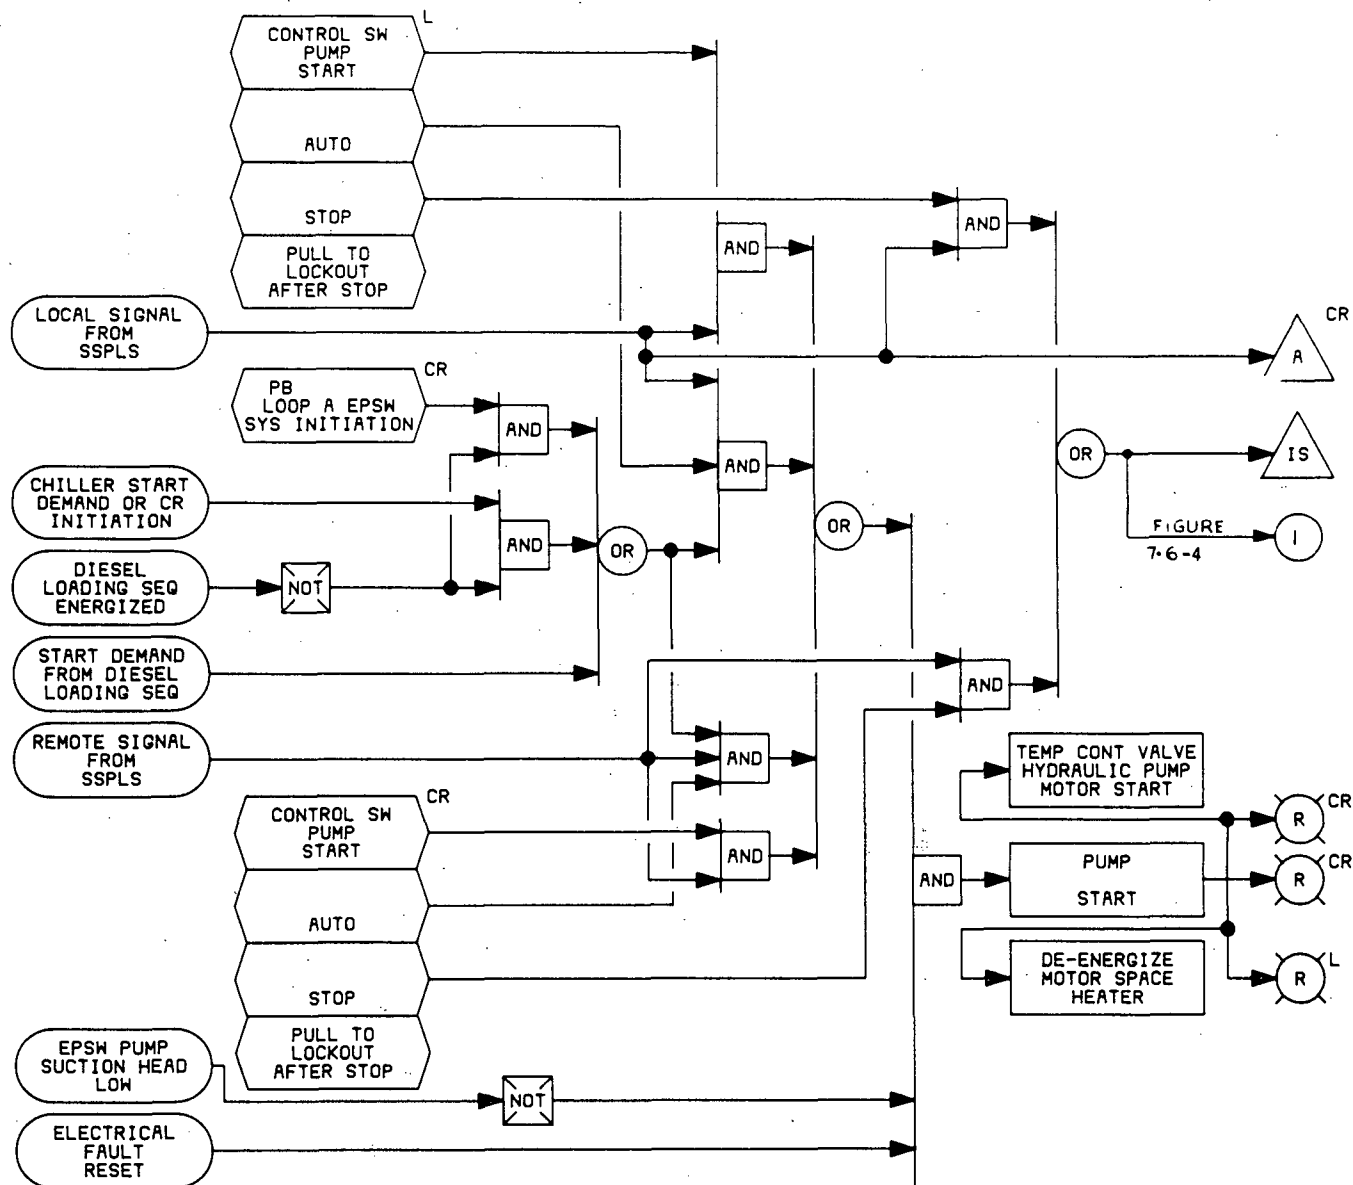 L
CONTROL SW
PUMP
START
AUTO
STOP
PULL TO
LOCKOUT
AFTER STOP
AND
AND
LOCAL SIGNAL
FROM
SSPLS
CR
A
CR
PB
LOOP A EPSW
SYS INITIATION
AND
AND
OR
IS
CHILLER START
DEMAND OR CR
INITIATION
AND
OR
OR
FIGURE
7.6-4
I
DIESEL
LOADING SEQ
ENERGIZED
NOT
START DEMAND
FROM DIESEL
LOADING SEQ
AND
REMOTE SIGNAL
FROM
SSPLS
AND
TEMP CONT VALVE
HYDRAULIC PUMP
MOTOR START
CR
R
CR
CONTROL SW
PUMP
START
AUTO
STOP
PULL TO
LOCKOUT
AFTER STOP
AND
AND
PUMP
START
CR
R
DE-ENERGIZE
MOTOR SPACE
HEATER
L
R
EPSW PUMP
SUCTION HEAD
LOW
NOT
ELECTRICAL
FAULT
RESET